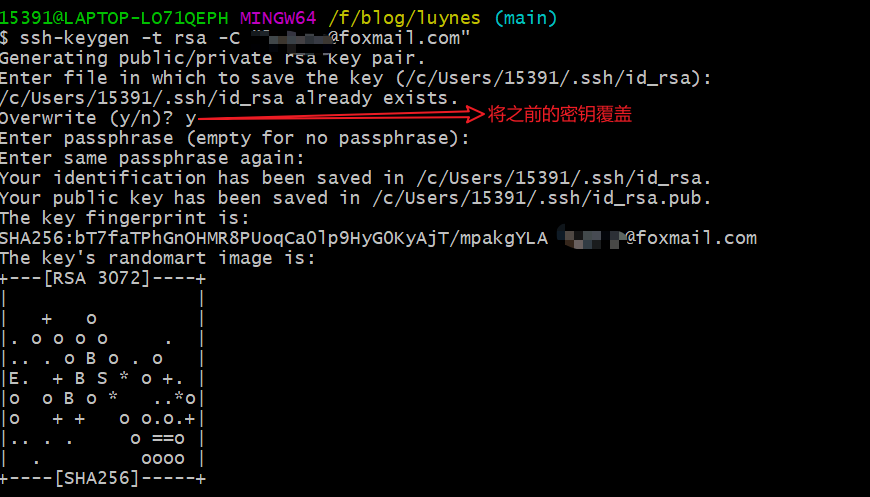 15391@LAPTOP-LO71QEPH MINGW64 /f/blog/luynes (main)
$ ssh-keygen -t rsa -C @foxmail.com"
Generating public/private rsa key pair.
Enter file in which to save the key (/c/Users/15391/.ssh/id_rsa):
/c/Users/15391/.ssh/id_rsa already exists.
Overwrite (y/n)? y 将之前的密钥覆盖
Enter passphrase (empty for no passphrase):
Enter same passphrase again:
Your identification has been saved in /c/Users/15391/.ssh/id_rsa.
Your public key has been saved in /c/Users/15391/.ssh/id_rsa.pub.
The key fingerprint is:
SHA256:bT7faTPhGnOHMR8PUoqCaOlp9HyG0KyAjT/mpakgYLA @foxmail.com
The key's randomart image is:
+---[RSA 3072]----+
|                 |
|   +   o         |
|. o o o o     .  |
|.. . o B o . o   |
|E.  + B S * o +. |
|o  o B o *   ..*o|
|o   + +   o o.o.+|
|.. . .     o ==o |
|  .         oooo |
+----[SHA256]-----+